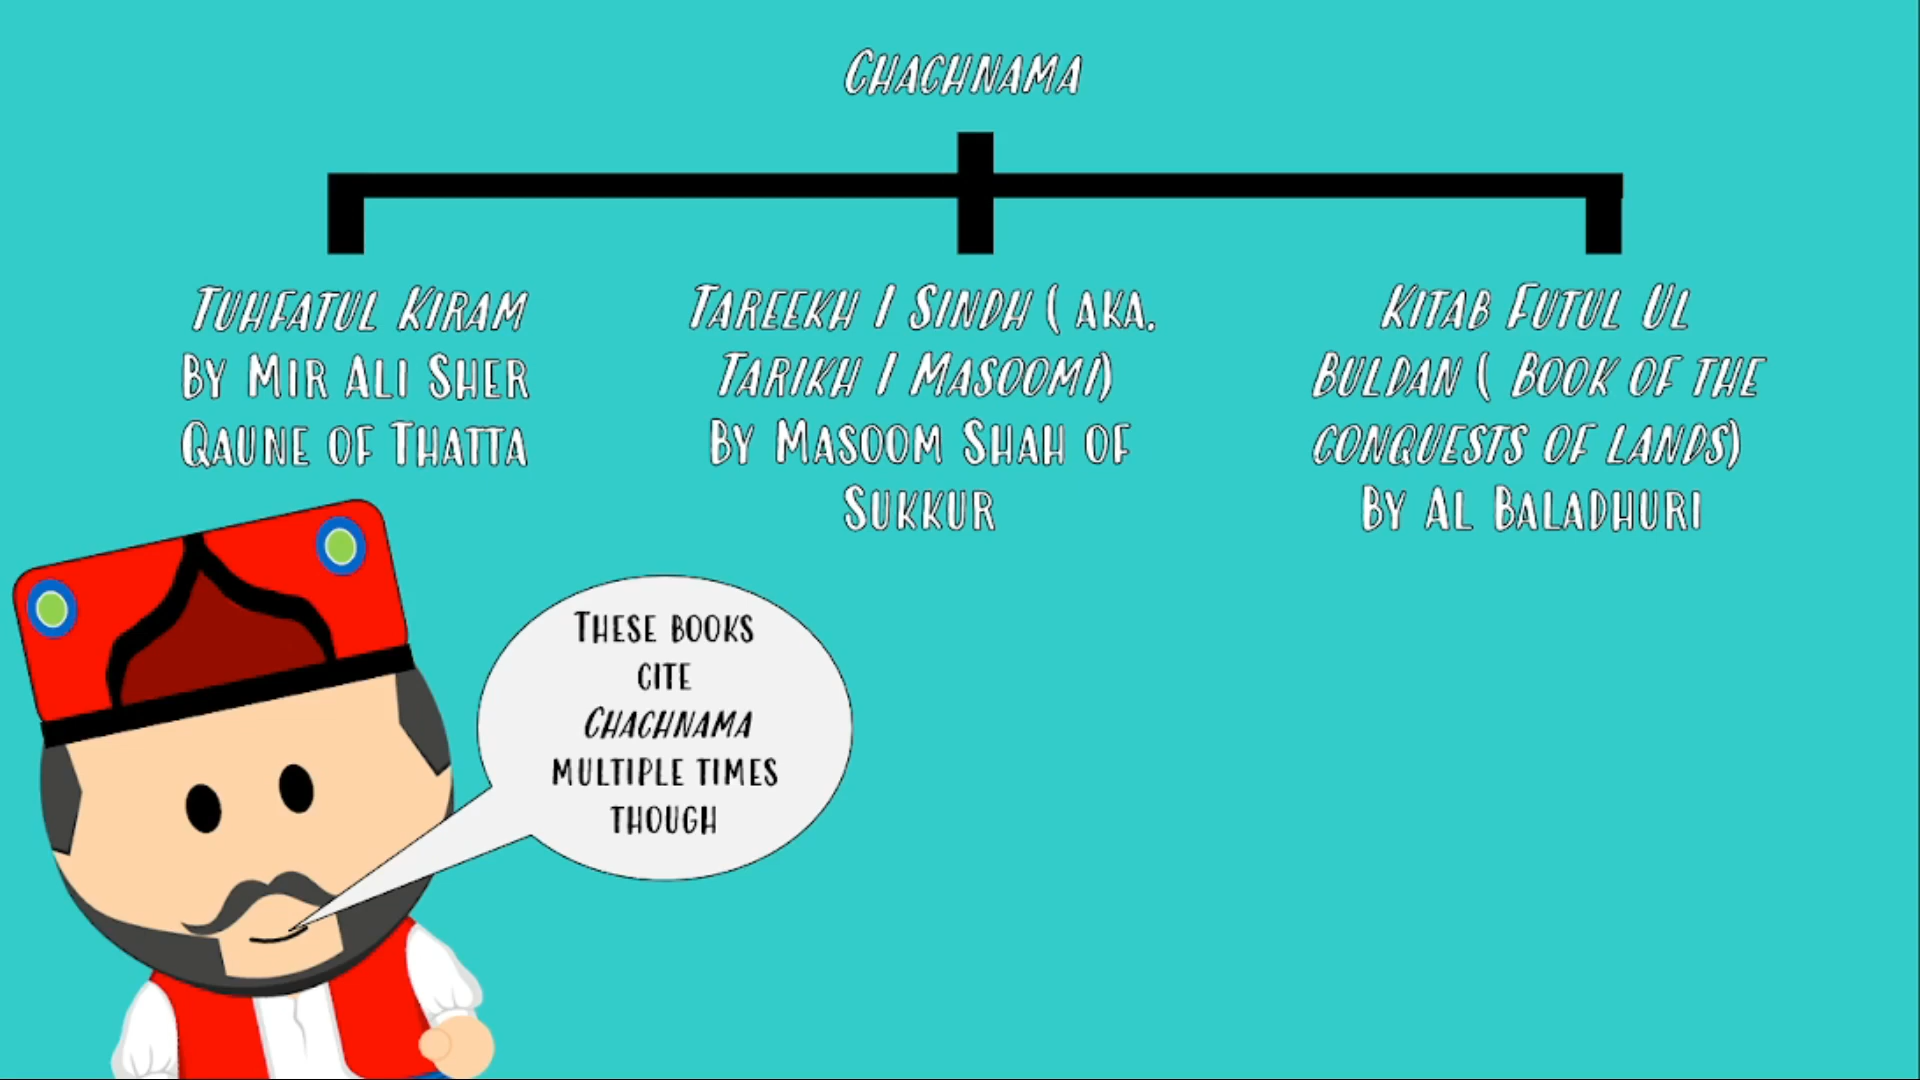 CHACHNAMA
TUHFATUL KIRAM
BY MIR ALI SHER
QAUNE OF THATTA
TAREEKH I SINDH ( AKA.
TARIKH I MASOOMI)
BY MASOOM SHAH OF
SUKKUR
KITAB FUTUL UL
BULDAN ( BOOK OF THE
CONQUESTS OF LANDS)
BY AL BALADHURI
THESE BOOKS
CITE
CHACHNAMA
MULTIPLE TIMES
THOUGH